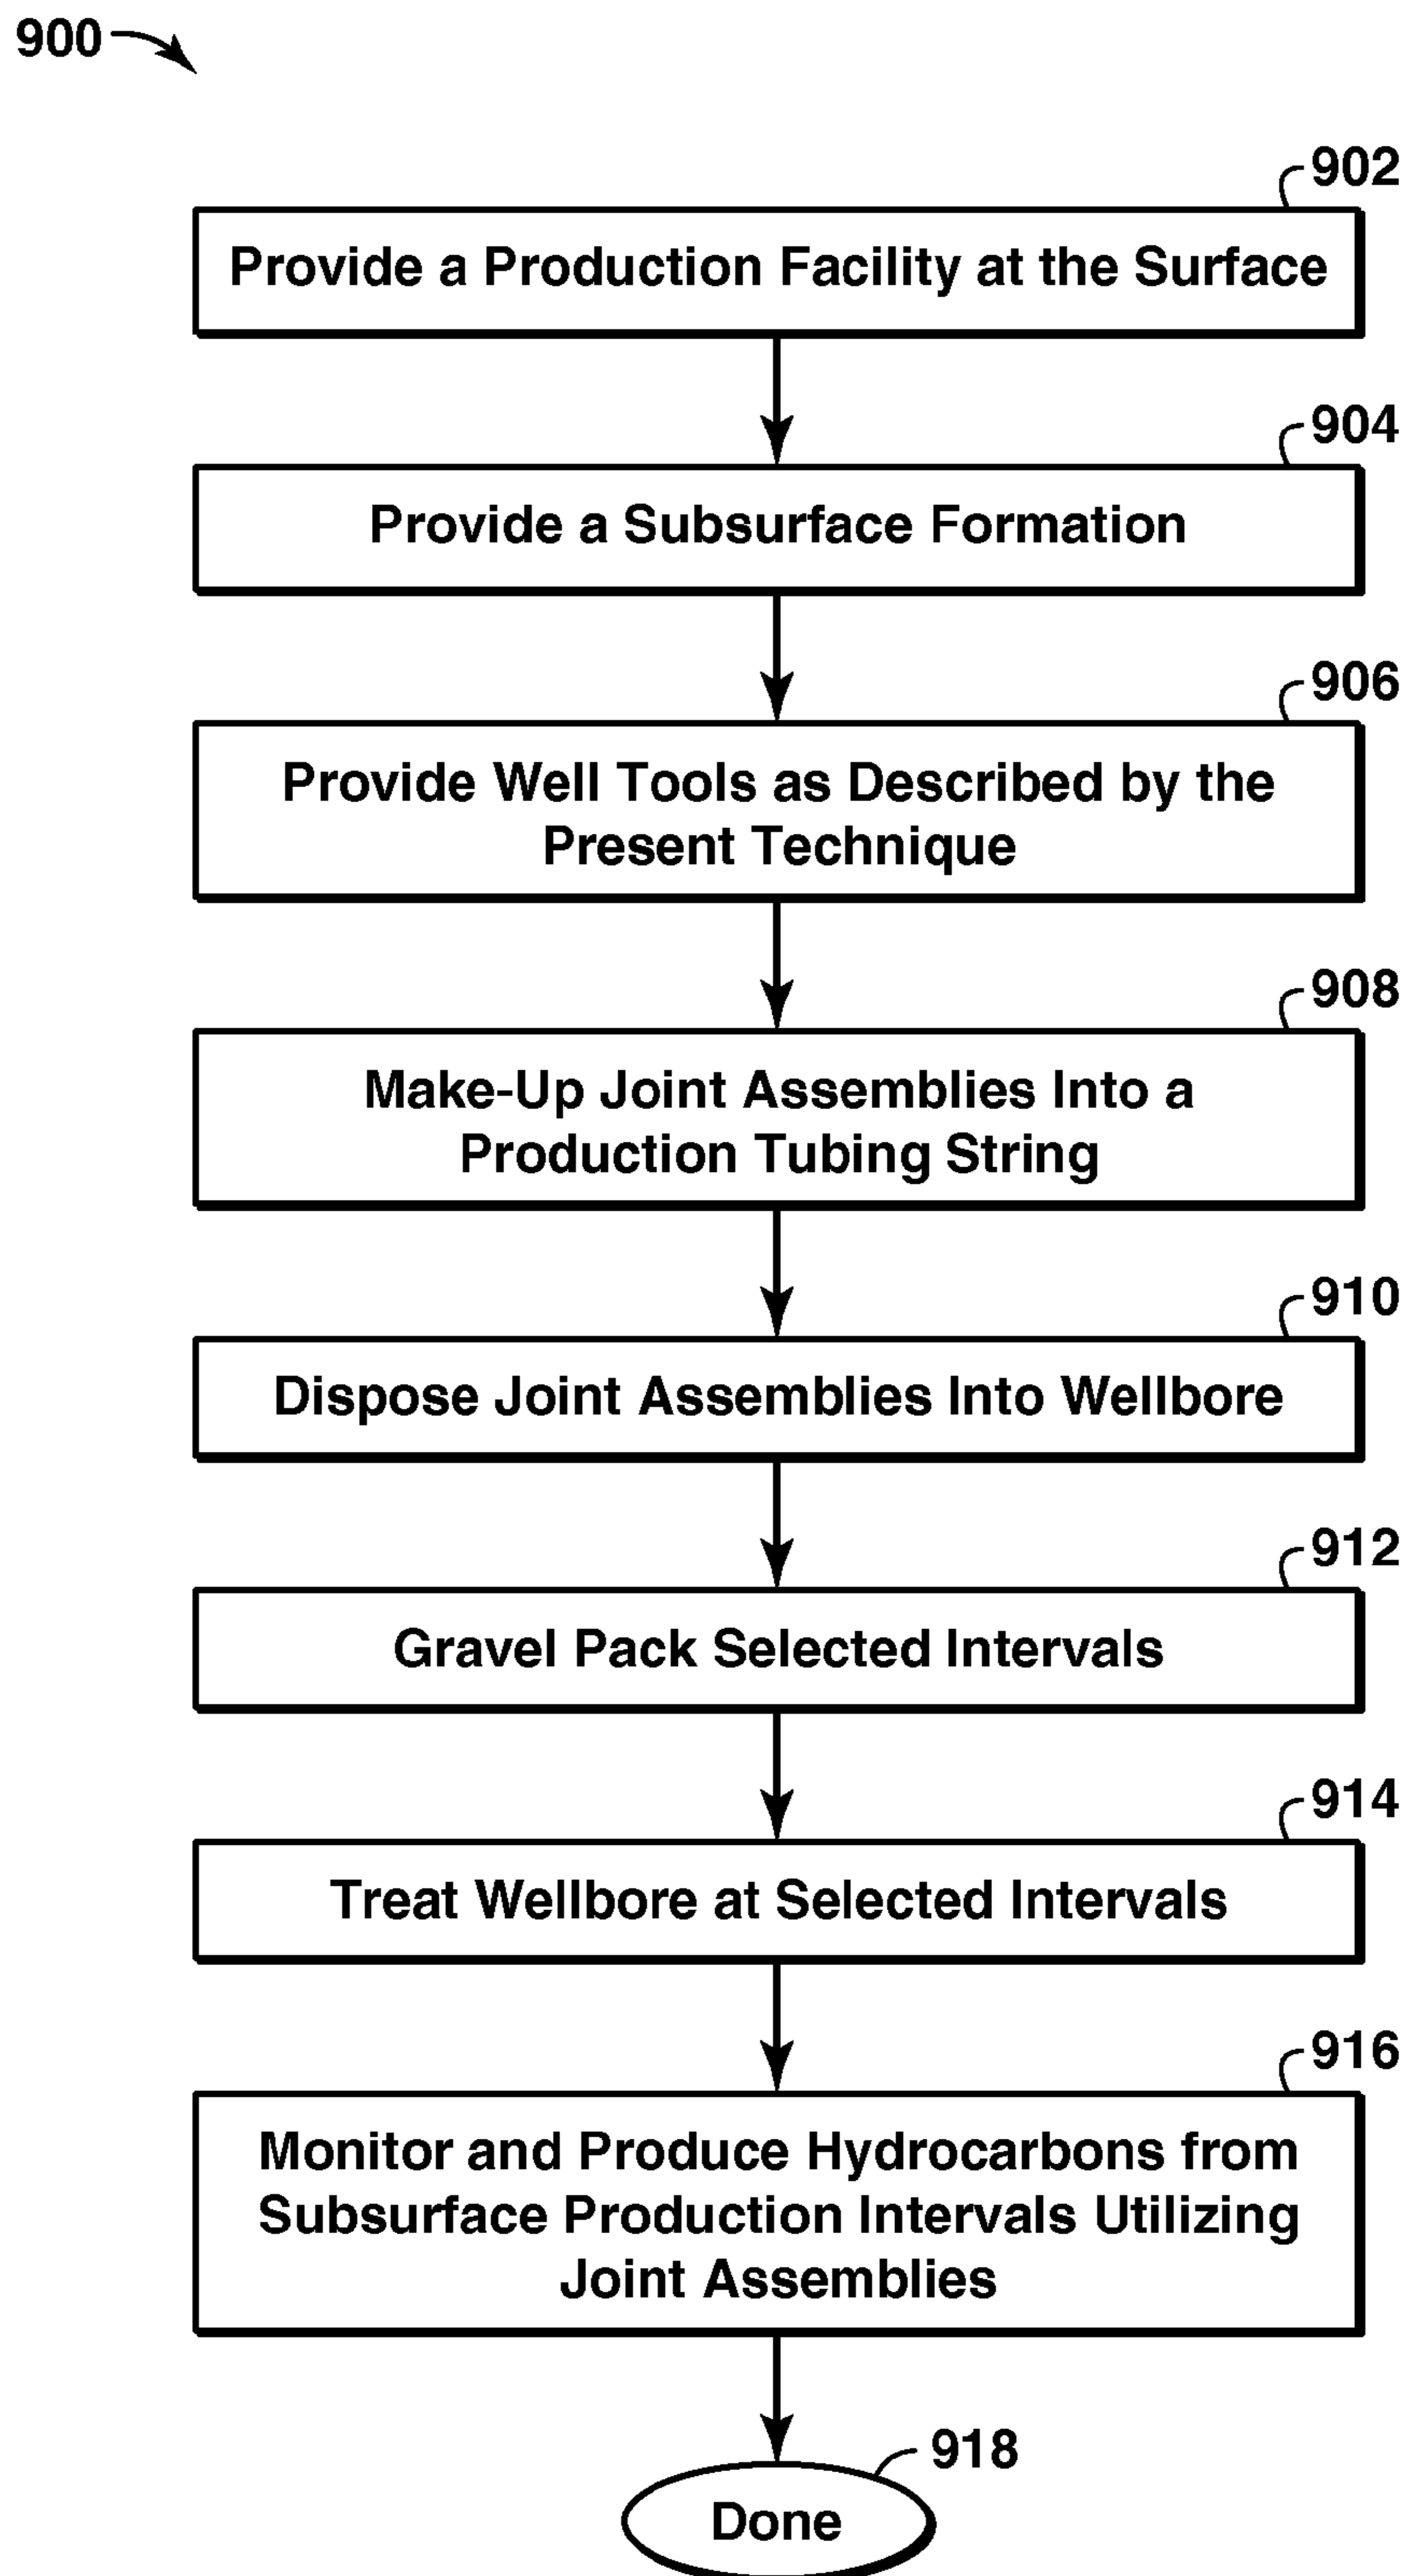 900
902
Provide a Production Facility at the Surface
904
Provide a Subsurface Formation
906
Provide Well Tools as Described by the
Present Technique
908
Make-Up Joint Assemblies Into a
Production Tubing String
910
Dispose Joint Assemblies Into Wellbore
912
Gravel Pack Selected Intervals
914
Treat Wellbore at Selected Intervals
916
Monitor and Produce Hydrocarbons from
Subsurface Production Intervals Utilizing
Joint Assemblies
918
Done